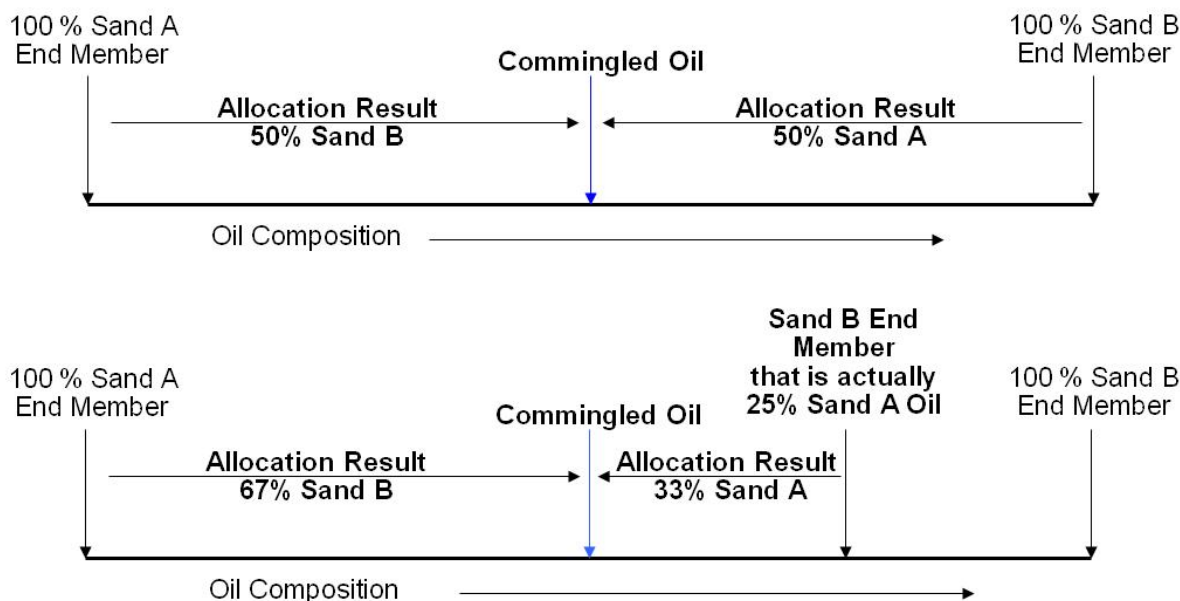 100 % Sand A
End Member
Commingled Oil
100 % Sand B
End Member
Allocation Result
50% Sand B
Allocation Result
50% Sand A
Oil Composition
100 % Sand A
End Member
Commingled Oil
Sand B End
Member
that is actually
25% Sand A Oil
100 % Sand B
End Member
Allocation Result
67% Sand B
Allocation Result
33% Sand A
Oil Composition